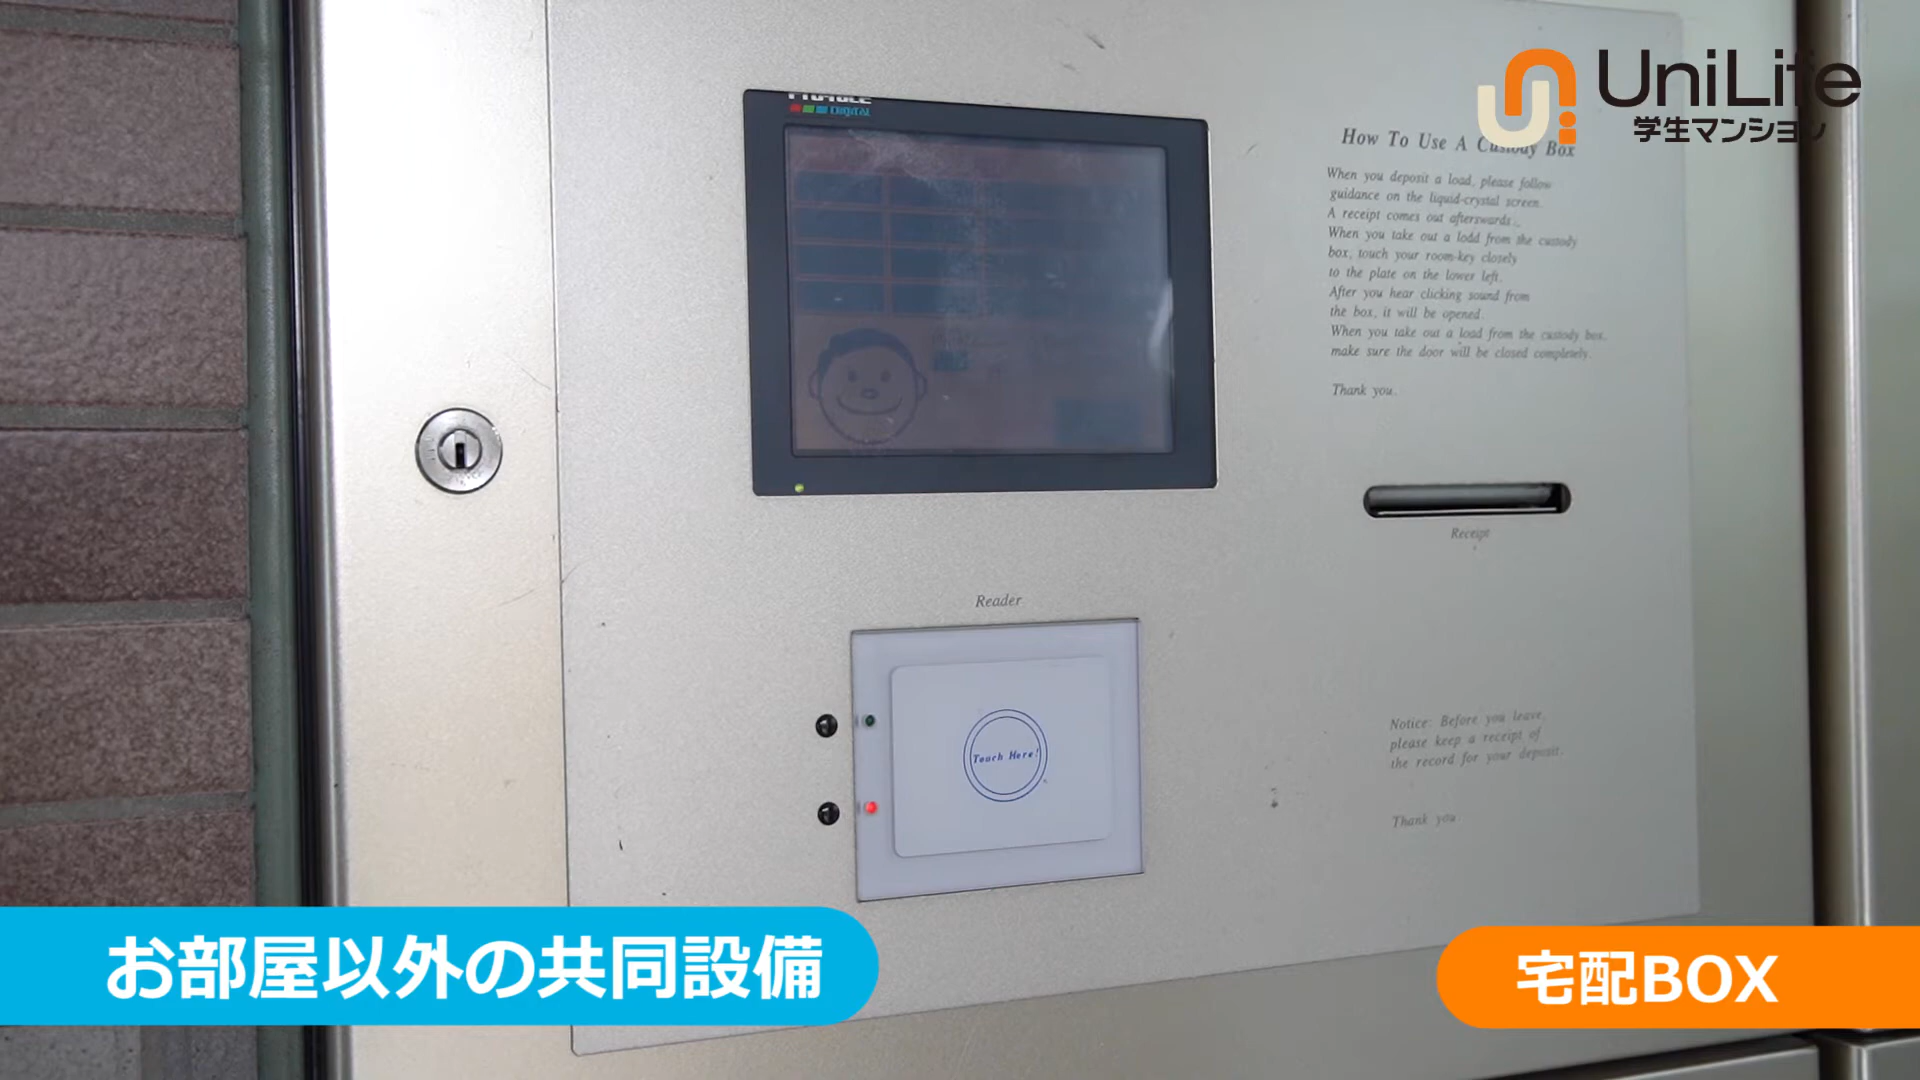 UniLife
学生マンション
DIGITAL
How To Use A Custody Box
When you deposit a load, please follow
guidance on the liquid-crystal screen.
A receipt comes out afterwards.
When you take out a load from the custody
box, touch your room-key closely
to the plate on the lower left.
After you hear clicking sound from
the box, it will be opened.
When you take out a load from the custody box,
make sure the door will be closed completely.
Thank you.
Receipt
Reader
Touch Here!
Notice: Before you leave,
please keep a receipt of
the record for your deposit.
Thank you.
お部屋以外の共同設備
宅配BOX